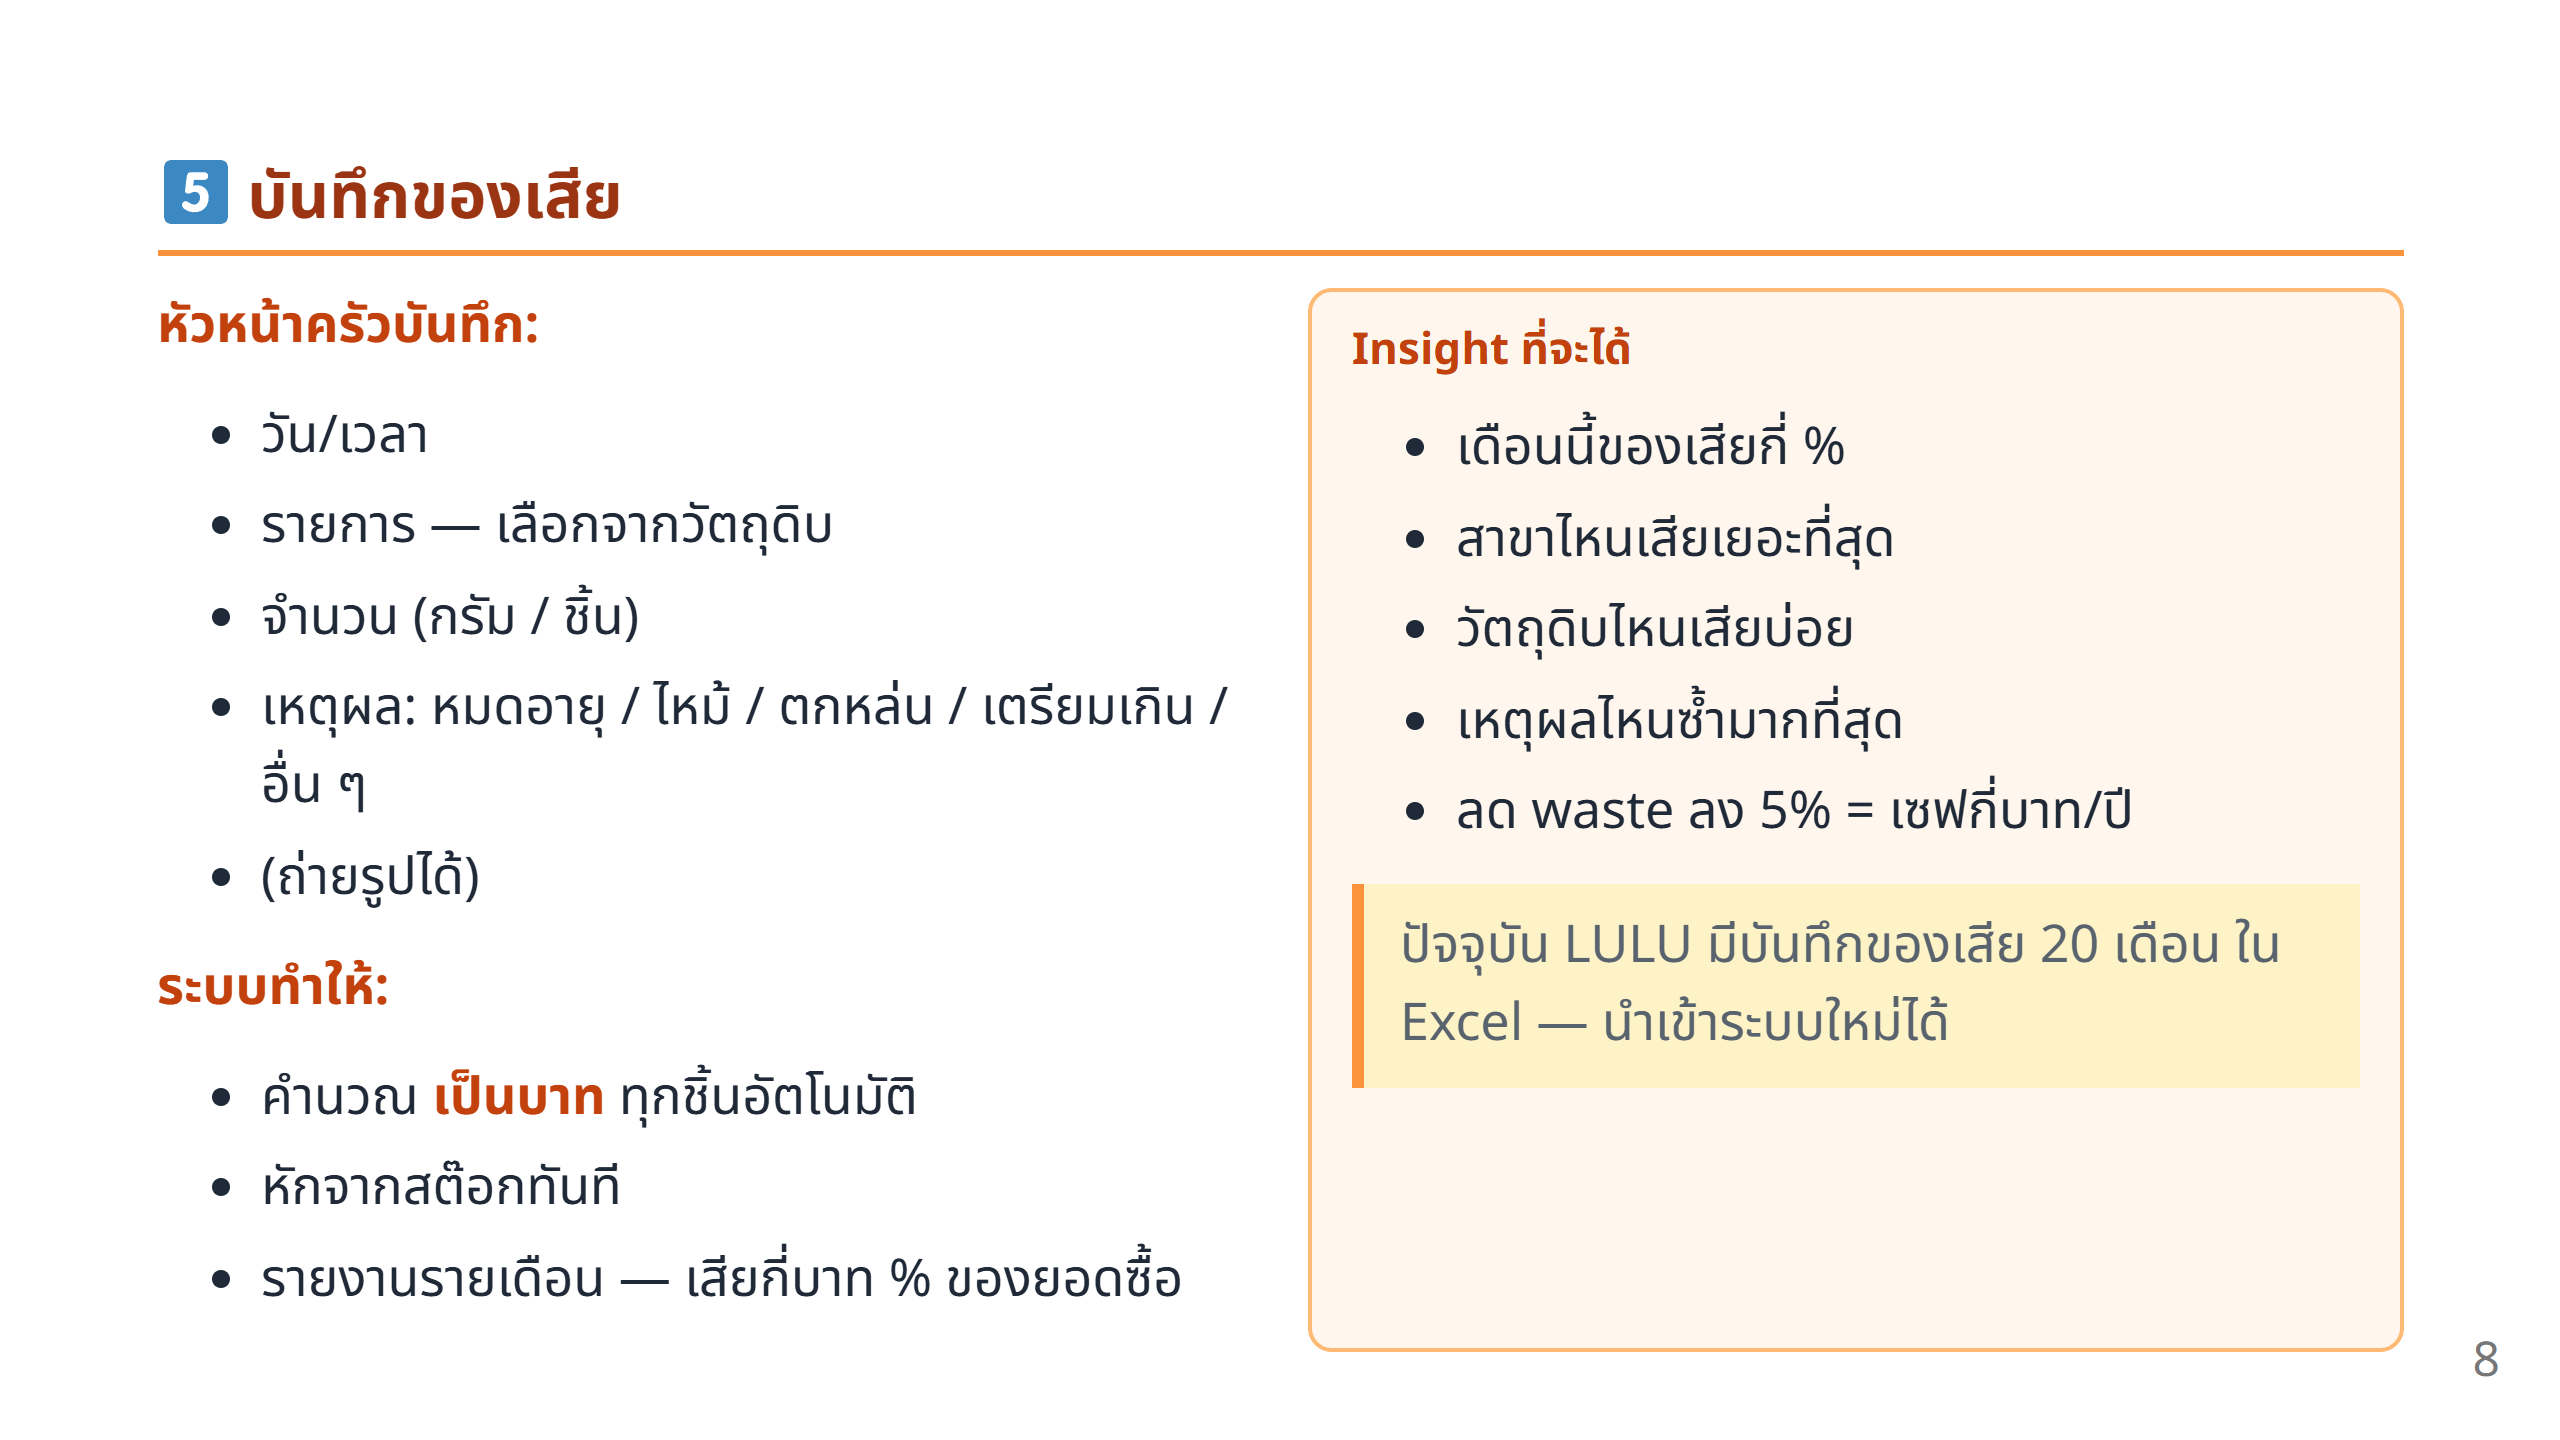 5 บันทึกของเสีย
หัวหน้าครัวบันทึก:
• วัน/เวลา
• รายการ — เลือกจากวัตถุดิบ
• จำนวน (กรัม / ชิ้น)
• เหตุผล: หมดอายุ / ไหม้ / ตกหล่น / เตรียมเกิน /
อื่น ๆ
• (ถ่ายรูปได้)
ระบบทำให้:
• คำนวณ เป็นบาท ทุกชิ้นอัตโนมัติ
• หักจากสต๊อกทันที
• รายงานรายเดือน — เสียกี่บาท % ของยอดซื้อ
Insight ที่จะได้
• เดือนนี้ของเสียกี่ %
• สาขาไหนเสียเยอะที่สุด
• วัตถุดิบไหนเสียบ่อย
• เหตุผลไหนซ้ำมากที่สุด
• ลด waste ลง 5% = เซฟกี่บาท/ปี
ปัจจุบัน LULU มีบันทึกของเสีย 20 เดือน ใน
Excel — นำเข้าระบบใหม่ได้
8